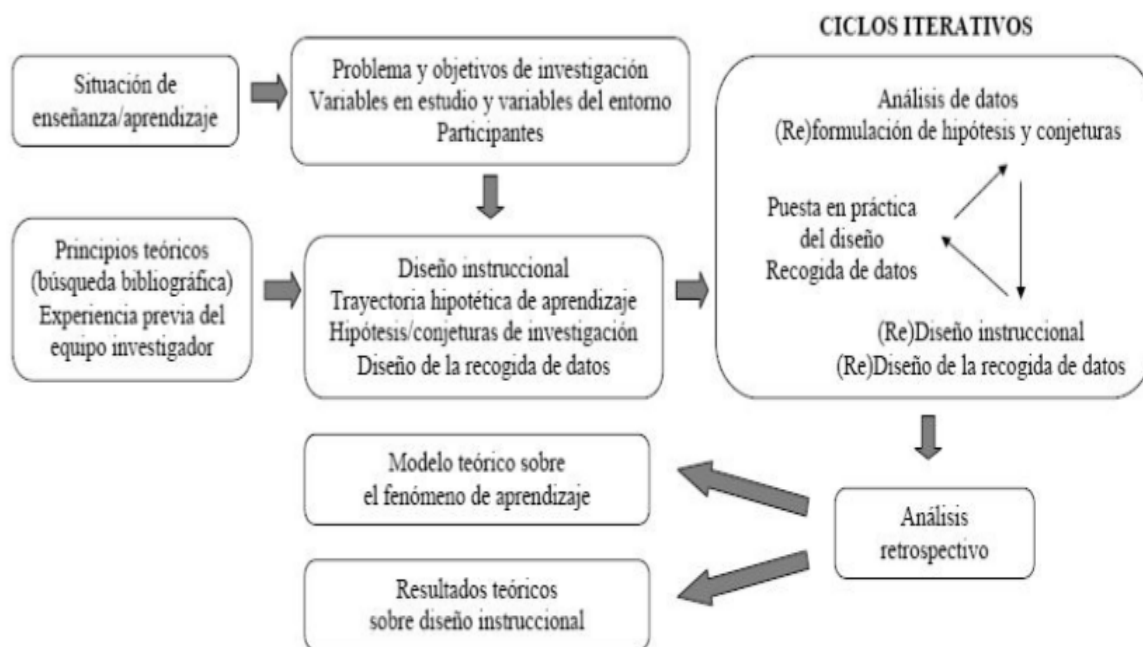 CICLOS ITERATIVOS
Situación de
enseñanza/aprendizaje
Problema y objetivos de investigación
Variables en estudio y variables del entorno
Participantes
Análisis de datos
(Re)formulación de hipótesis y conjeturas
Puesta en práctica
del diseño
Recogida de datos
(Re)Diseño instruccional
(Re)Diseño de la recogida de datos
Principios teóricos
(búsqueda bibliográfica)
Experiencia previa del
equipo investigador
Diseño instruccional
Trayectoria hipotética de aprendizaje
Hipótesis/conjeturas de investigación
Diseño de la recogida de datos
Modelo teórico sobre
el fenómeno de aprendizaje
Análisis
retrospectivo
Resultados teóricos
sobre diseño instruccional